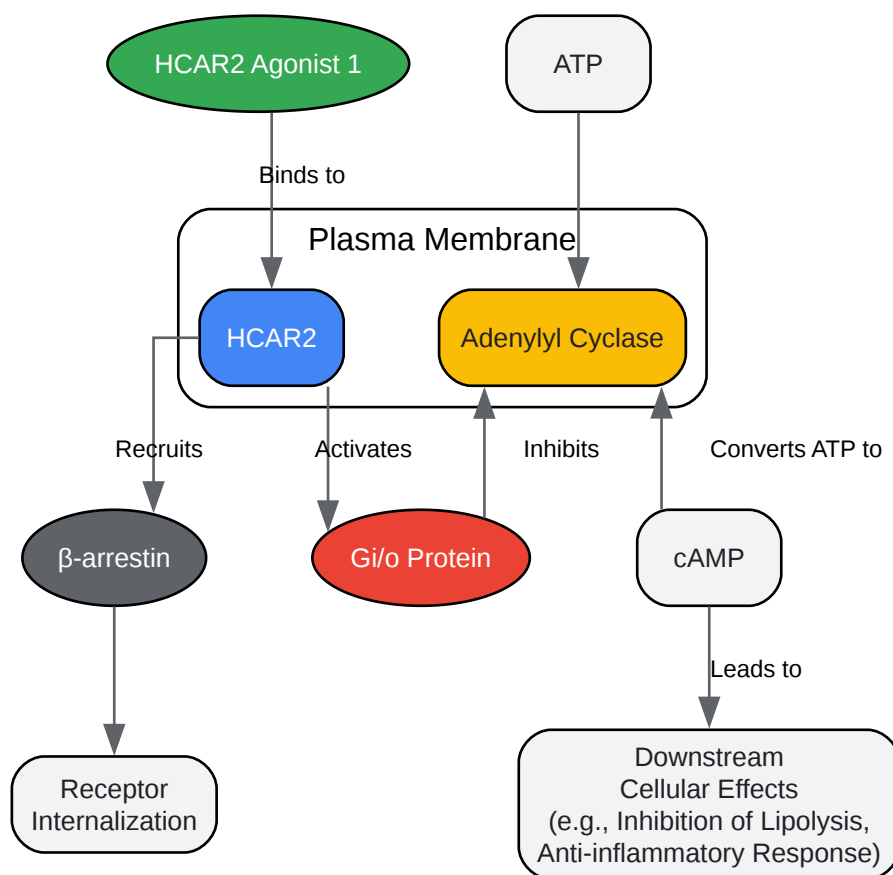 HCAR2 Agonist 1
ATP
Binds to
Plasma Membrane
HCAR2
Adenylyl Cyclase
Recruits
Activates
Inhibits
Converts ATP to
β-arrestin
Gi/o Protein
cAMP
Leads to
Receptor
Internalization
Downstream
Cellular Effects
(e.g., Inhibition of Lipolysis,
Anti-inflammatory Response)